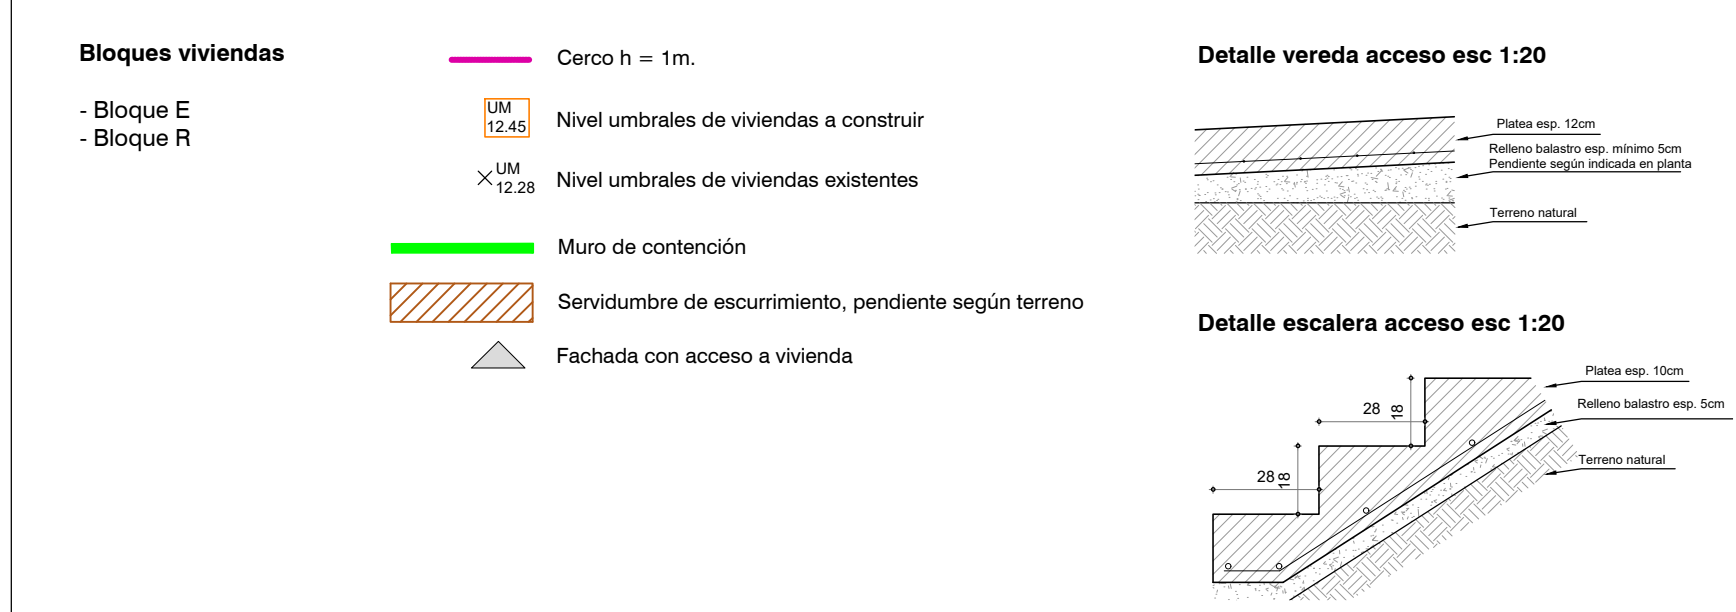 Bloques viviendas
- Bloque E
- Bloque R
Cerco h = 1m.
UM
12.45
Nivel umbrales de viviendas a construir
UM
12.28
Nivel umbrales de viviendas existentes
Muro de contención
Servidumbre de escurrimiento, pendiente según terreno
Fachada con acceso a vivienda
Detalle vereda acceso esc 1:20
Platea esp. 12cm
Relleno balastro esp. mínimo 5cm
Pendiente según indicada en planta
Terreno natural
Detalle escalera acceso esc 1:20
Platea esp. 10cm
Relleno balastro esp. 5cm
Terreno natural
28
18
28
18